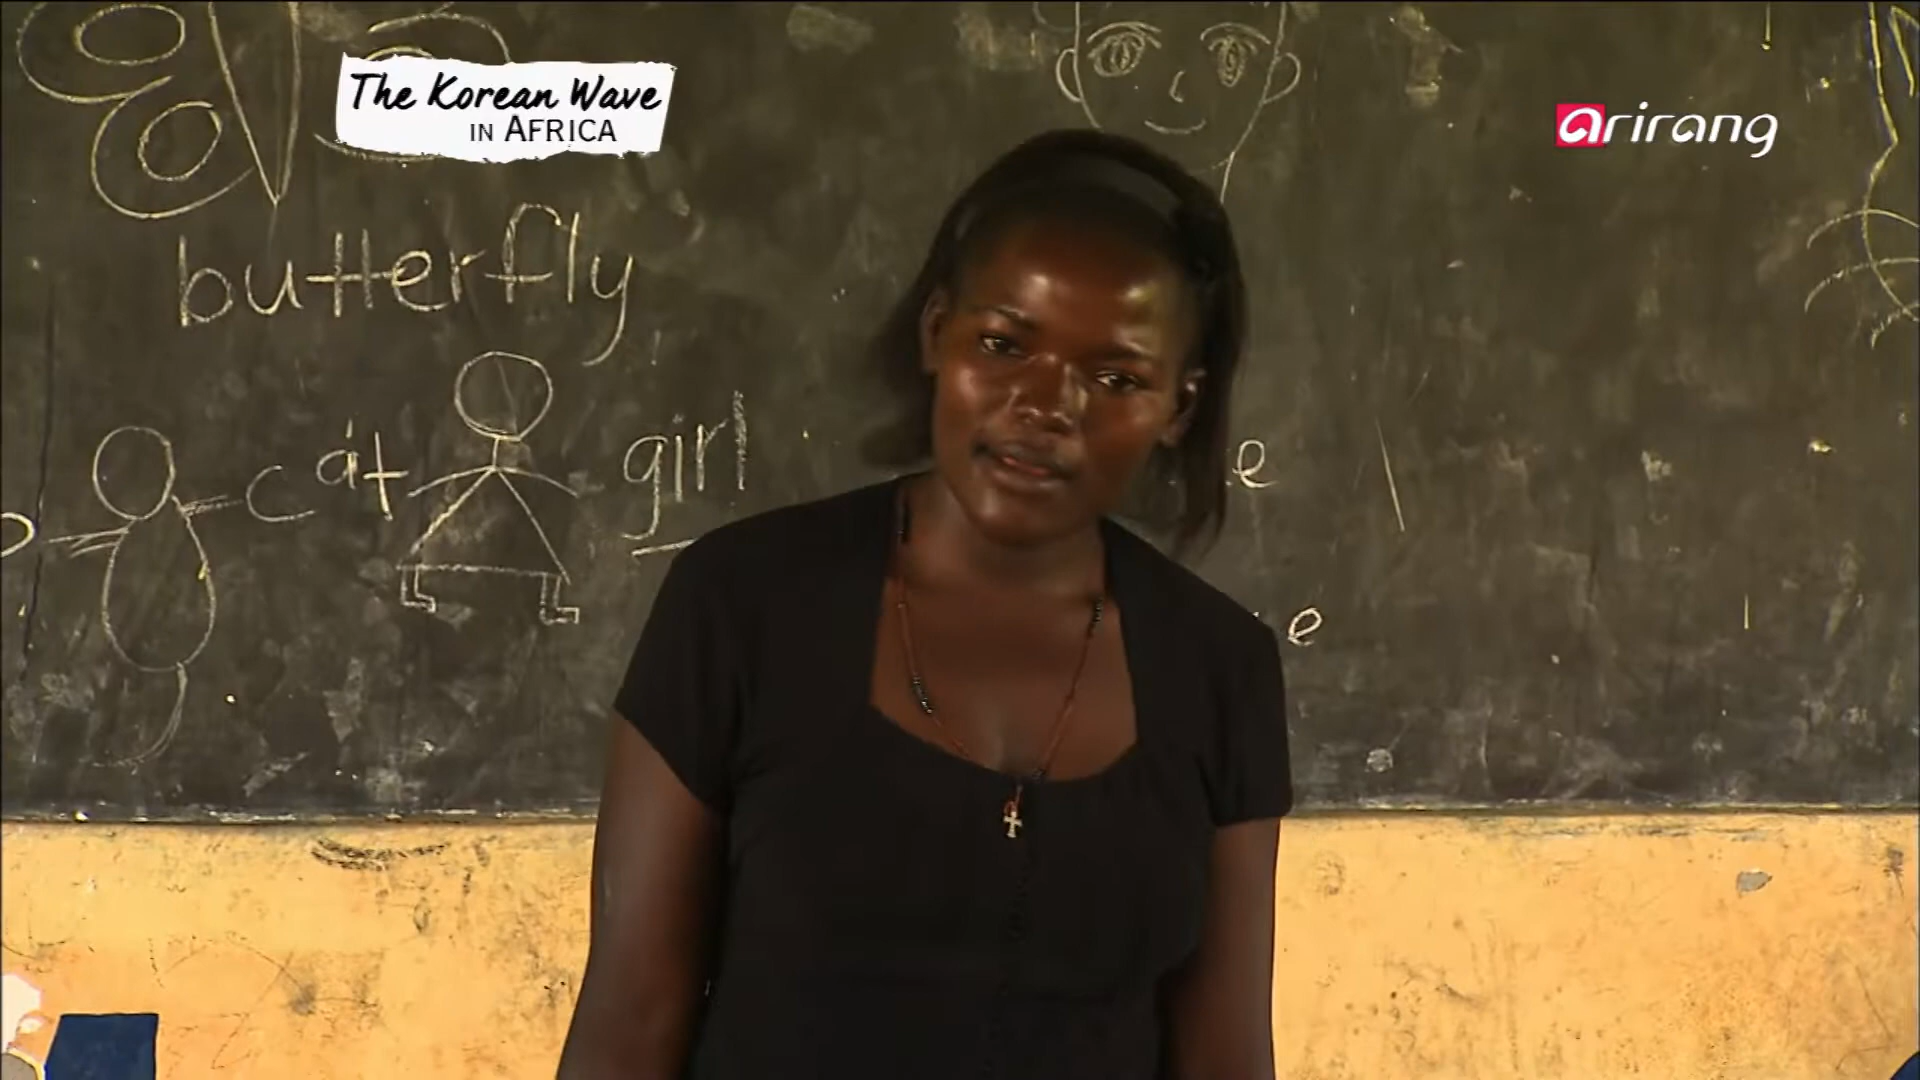 The Korean Wave
IN AFRICA
arirang
butterfly
cat
girl